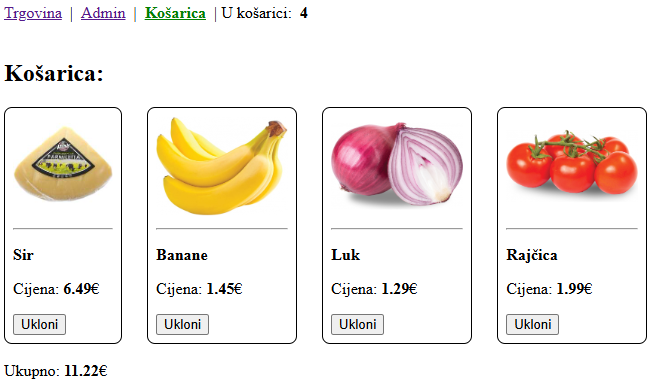 Trgovina | Admin | Košarica | U košarici: 4
Košarica:
Sir
Cijena: 6.49€
Ukloni
Banane
Cijena: 1.45€
Ukloni
Luk
Cijena: 1.29€
Ukloni
Rajčica
Cijena: 1.99€
Ukloni
Ukupno: 11.22€